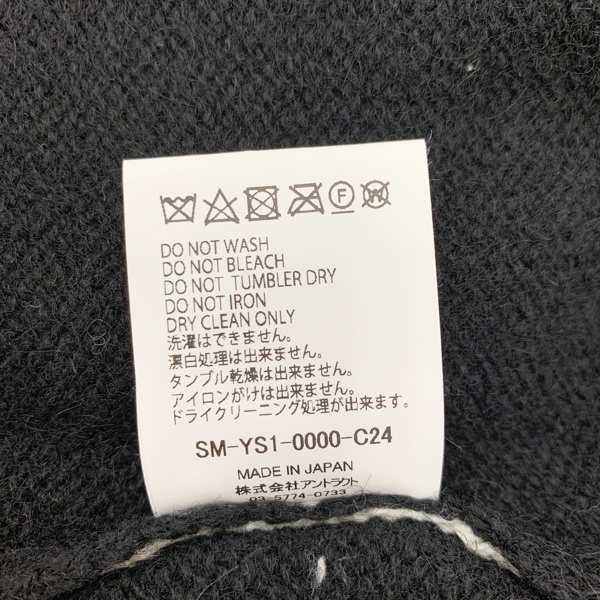 F W
DO NOT WASH
DO NOT BLEACH
DO NOT TUMBLER DRY
DO NOT IRON
DRY CLEAN ONLY
洗濯はできません。
漂白処理は出来ません。
タンブル乾燥は出来ません。
アイロンがけは出来ません。
ドライクリーニング処理が出来ます。
SM-YS1-0000-C24
MADE IN JAPAN
株式会社アントラクト
03-5774-0733